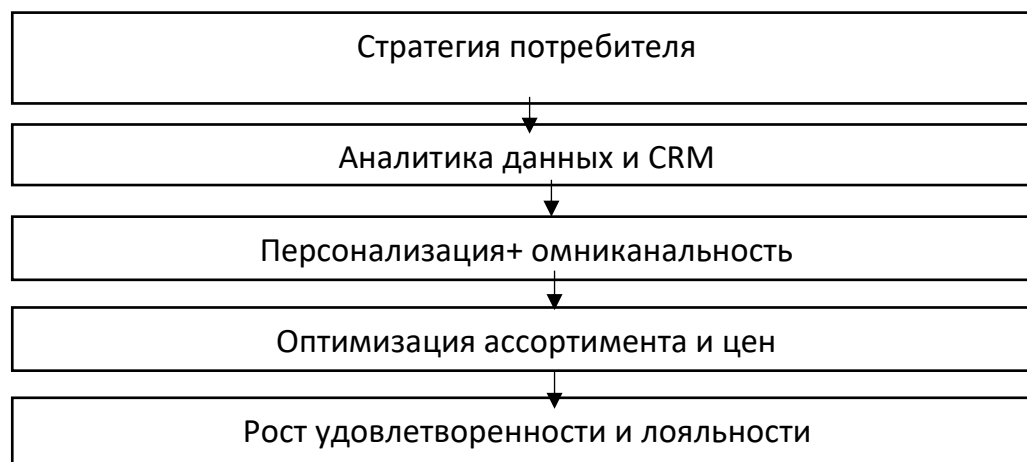 Стратегия потребителя
Аналитика данных и CRM
Персонализация+ омниканальность
Оптимизация ассортимента и цен
Рост удовлетворенности и лояльности